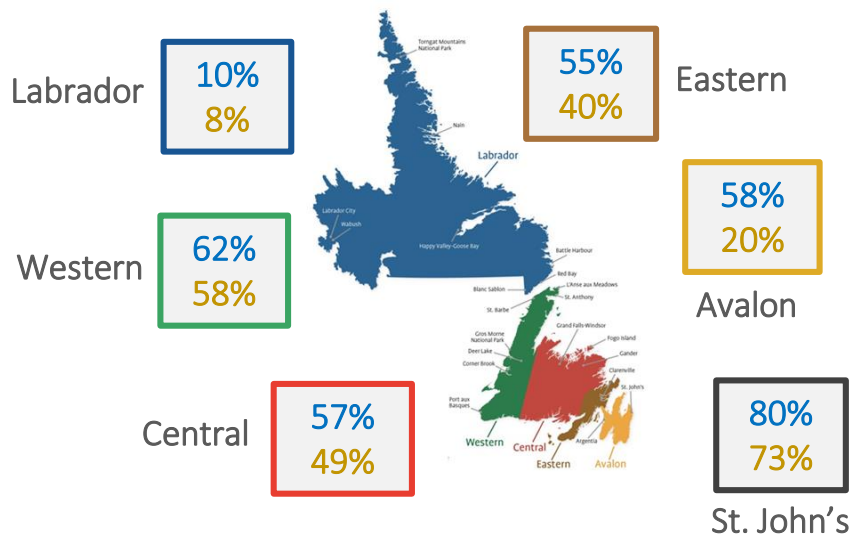 Labrador
10%
8%
55%
40%
Eastern
Torngat Mountains
National Park
Nain
Labrador
58%
20%
Avalon
Western
62%
58%
Labrador City
Wabush
Happy Valley-Goose Bay
Battle Harbour
Red Bay
Blanc Sablon
L'Anse aux Meadows
St. Anthony
St. Barbe
Grand Falls-Windsor
Gros Morne
National Park
Fogo Island
Deer Lake
Gander
Corner Brook
Clarenville
St. John's
Port aux
Basques
Argentia
Western
Central
Eastern
Avalon
Central
57%
49%
80%
73%
St. John's